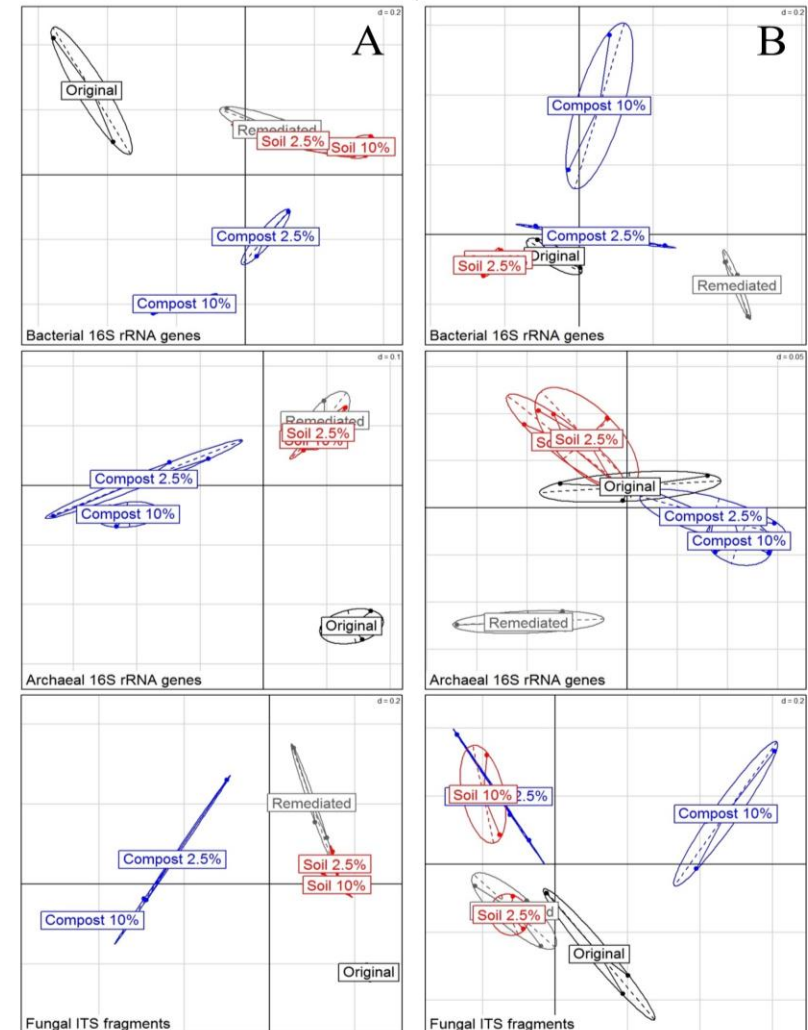 d = 0.2
A
Original
Remediated
Soil 2.5%
Soil 10%
Compost 2.5%
Compost 10%
Bacterial 16S rRNA genes
d = 0.2
B
Compost 10%
Compost 2.5%
Original
Soil 2.5%
Remediated
Bacterial 16S rRNA genes
d = 0.1
Remediated
Soil 2.5%
Compost 2.5%
Compost 10%
Original
Archaeal 16S rRNA genes
d = 0.05
Soil 2.5%
Original
Compost 2.5%
Compost 10%
Remediated
Archaeal 16S rRNA genes
d = 0.2
Remediated
Compost 2.5%
Soil 2.5%
Soil 10%
Compost 10%
Original
Fungal ITS fragments
d = 0.2
Soil 10%
2.5%
Compost 10%
Soil 2.5%
Original
Fungal ITS fragments